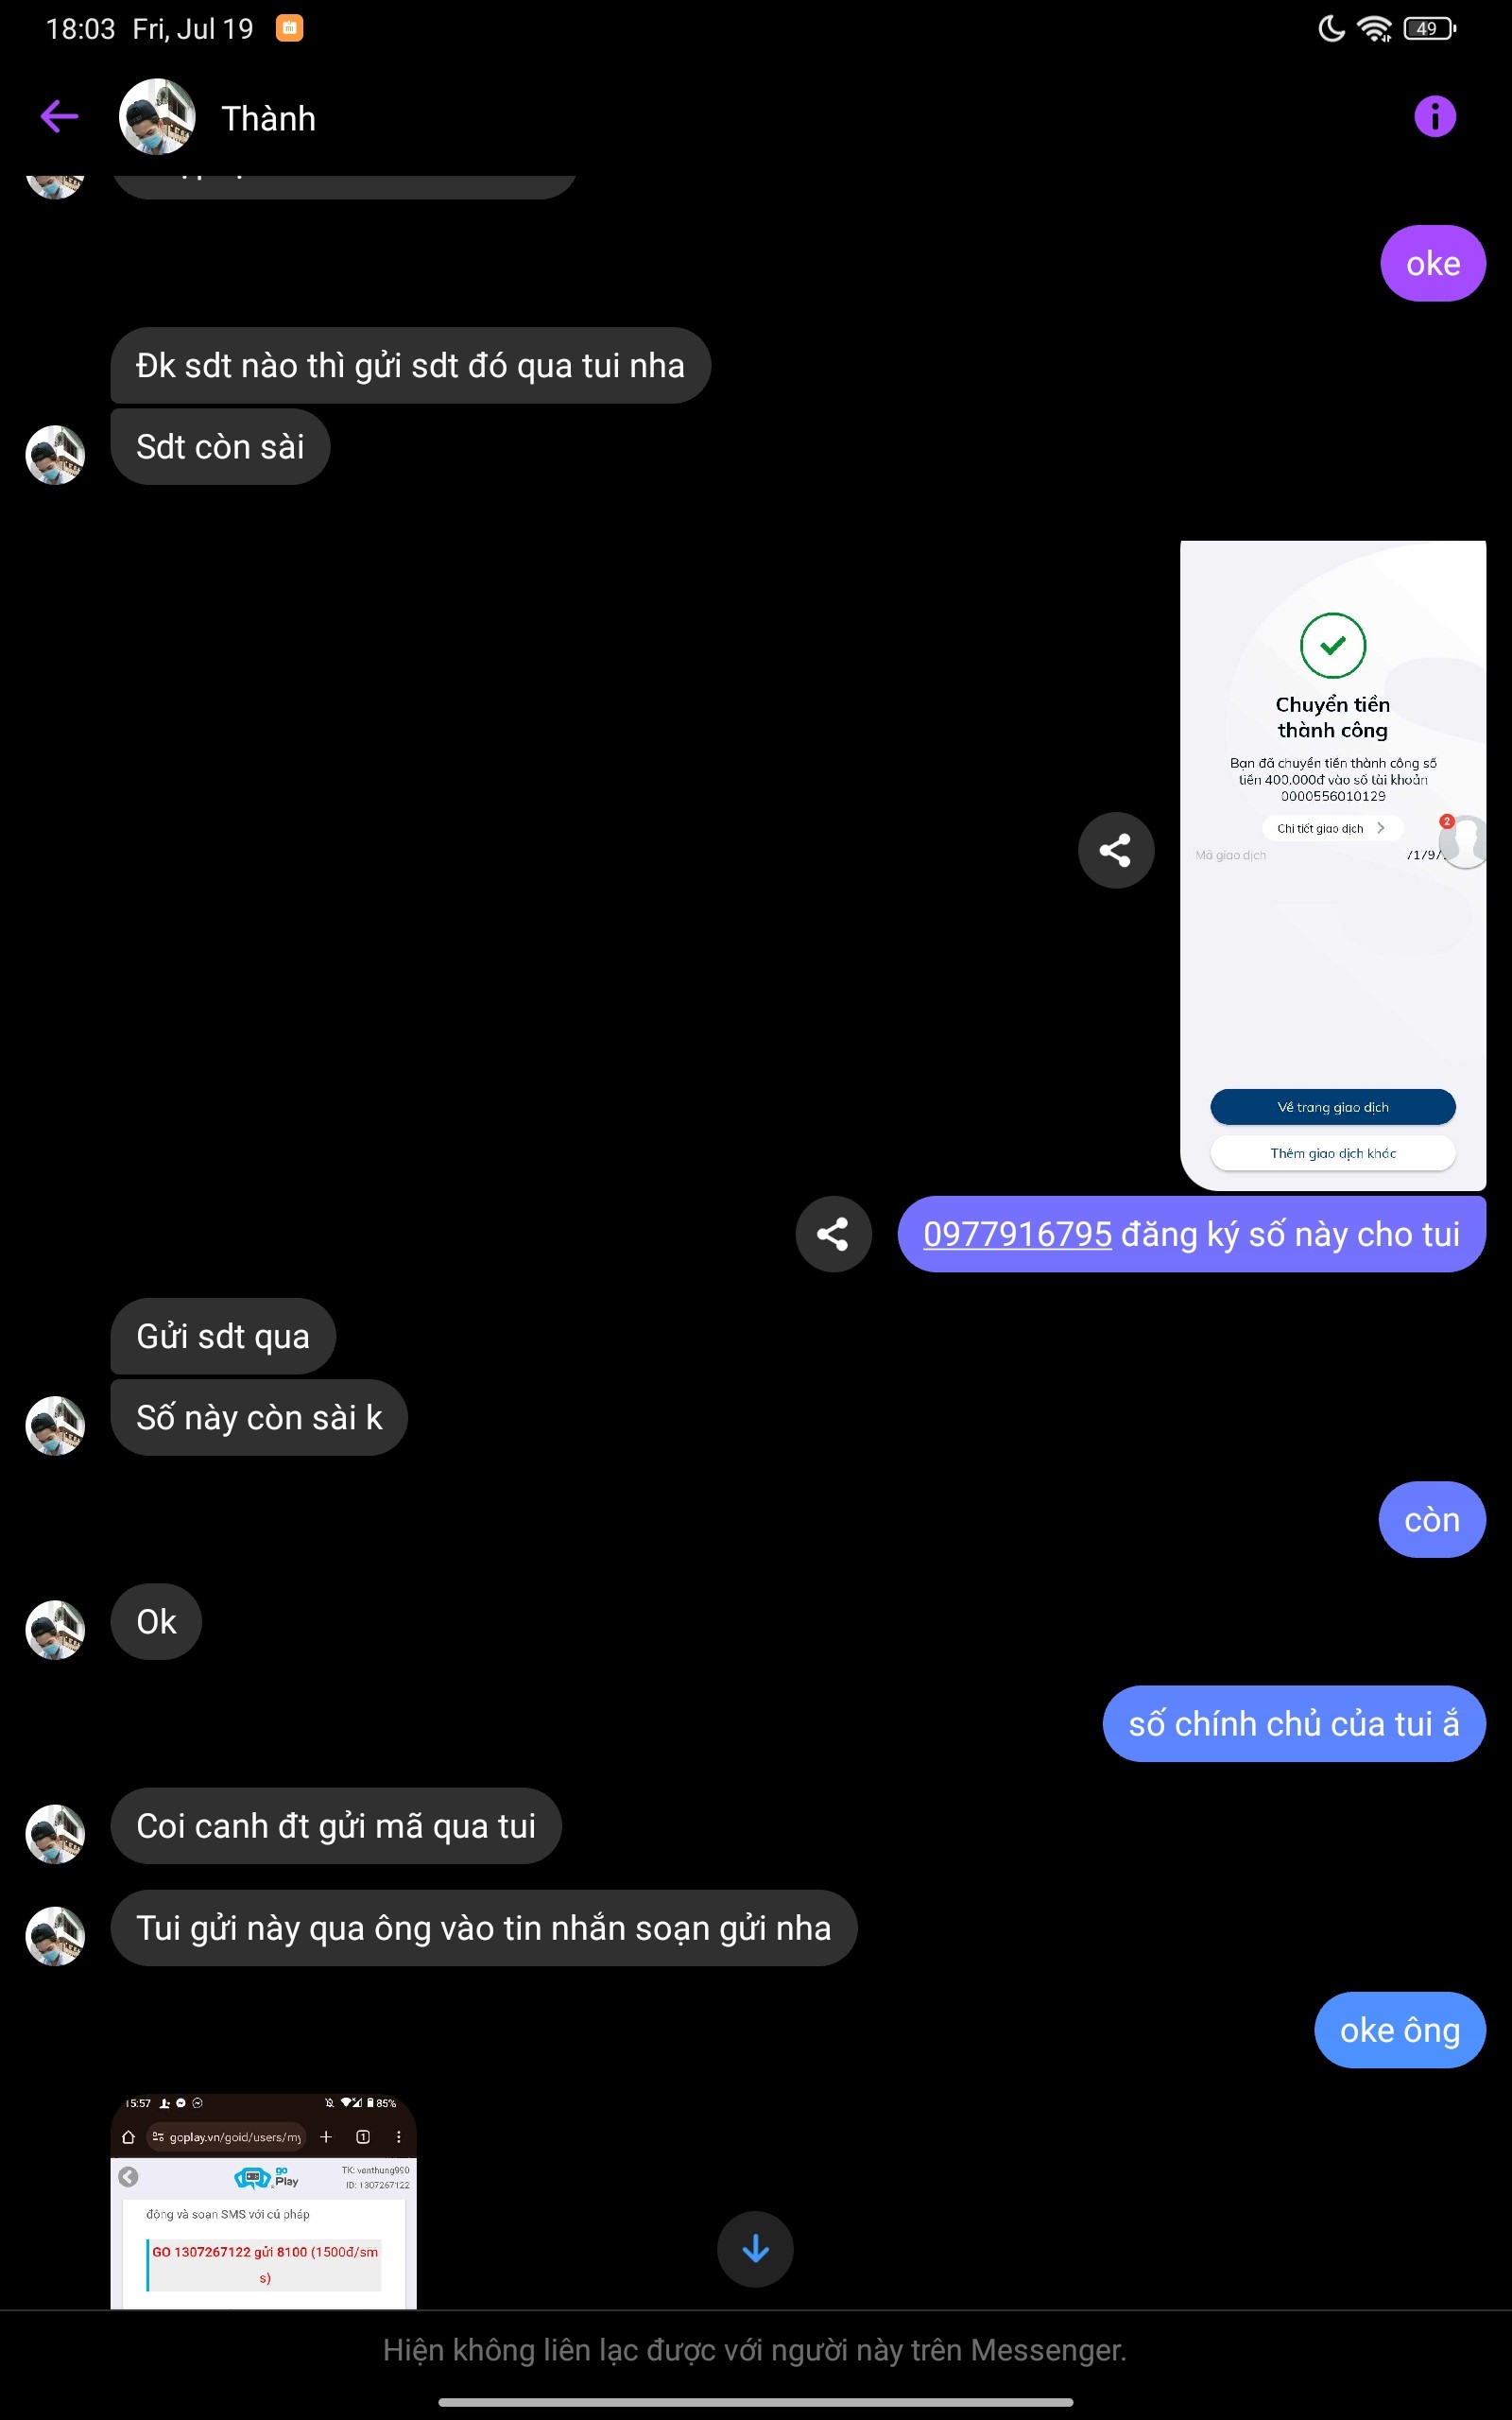 18:03 Fri, Jul 19
49
Thành
oke
Đk sdt nào thì gửi sdt đó qua tui nha
Sdt còn sài
Chuyển tiền
thành công
Bạn đã chuyển tiền thành công số
tiền 400.000đ vào số tài khoản
0000556010129
Chi tiết giao dịch
2
Mã giao dịch
Về trang giao dịch
Thêm giao dịch khác
0977916795 đăng ký số này cho tui
Gửi sdt qua
Số này còn sài k
còn
Ok
số chính chủ của tui ắ
Coi canh đt gửi mã qua tui
Tui gửi này qua ông vào tin nhắn soạn gửi nha
oke ông
15:57 85%
goplay.vn/goid/users/my
1
go Play
TK: vanthung990
ID: 1307267122
động và soạn SMS với cú pháp
GO 1307267122 gửi 8100 (1500đ/sm
s)
Hiện không liên lạc được với người này trên Messenger.